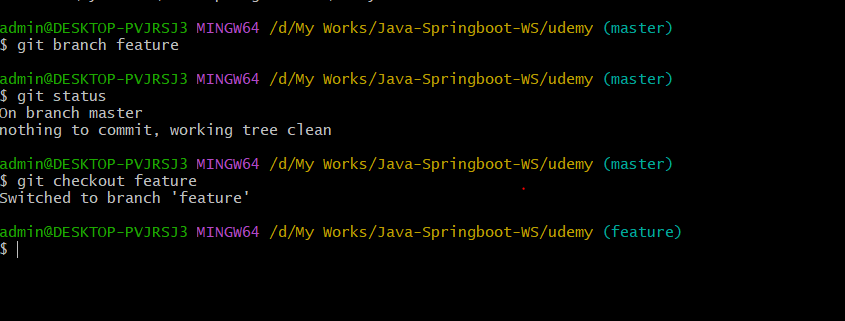 admin@DESKTOP-PVJRSJ3 MINGW64 /d/My Works/Java-Springboot-WS/udemy (master)
$ git branch feature
admin@DESKTOP-PVJRSJ3 MINGW64 /d/My Works/Java-Springboot-WS/udemy (master)
$ git status
On branch master
nothing to commit, working tree clean
admin@DESKTOP-PVJRSJ3 MINGW64 /d/My Works/Java-Springboot-WS/udemy (master)
$ git checkout feature
Switched to branch 'feature'
admin@DESKTOP-PVJRSJ3 MINGW64 /d/My Works/Java-Springboot-WS/udemy (feature)
$